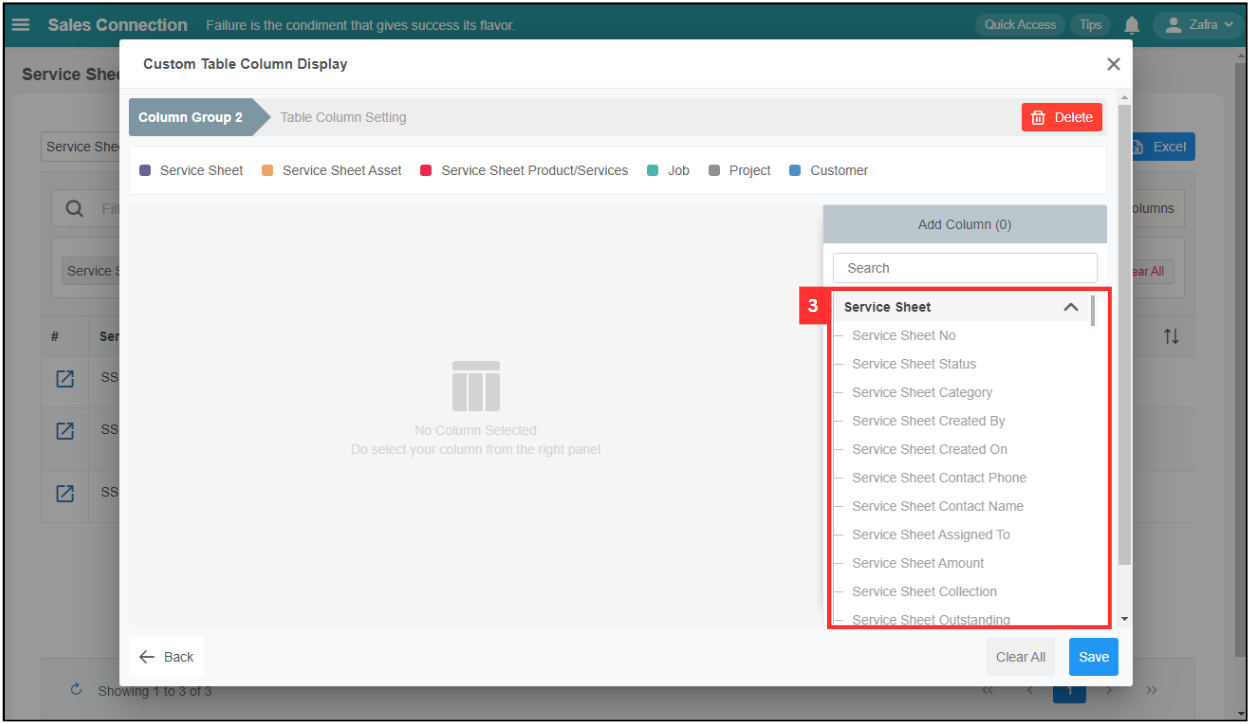 Sales Connection Failure is the condiment that gives success its flavor. Quick Access Tips Zafra
Service Shee
Custom Table Column Display
Column Group 2 Table Column Setting Delete
Service She
Excel
Service Sheet Service Sheet Asset Service Sheet Product/Services Job Project Customer
Fil
olumns
Add Column (0)
Search
Service S
ear All
3 Service Sheet
# Ser
Service Sheet No
Service Sheet Status
SS
Service Sheet Category
Service Sheet Created By
SS
No Column Selected
Do select your column from the right panel
Service Sheet Created On
Service Sheet Contact Phone
SS
Service Sheet Contact Name
Service Sheet Assigned To
Service Sheet Amount
Service Sheet Collection
Service Sheet Outstanding
Back Clear All Save
Showing 1 to 3 of 3 << < 1 > >>